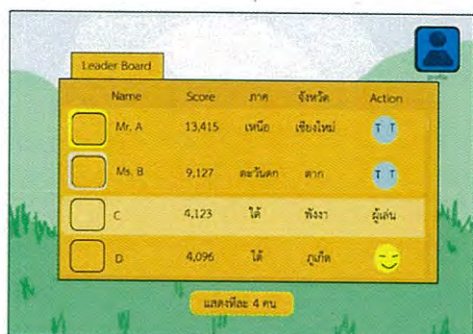 profile
Leader Board
Name Score ภาค จังหวัด Action
Mr. A 13,415 เหนือ เชียงใหม่ T T
Ms. B 9,127 ตะวันตก ตาก T T
C 4,123 ใต้ พังงา ผู้เล่น
D 4,096 ใต้ ภูเก็ต
แสดงทีละ 4 คน